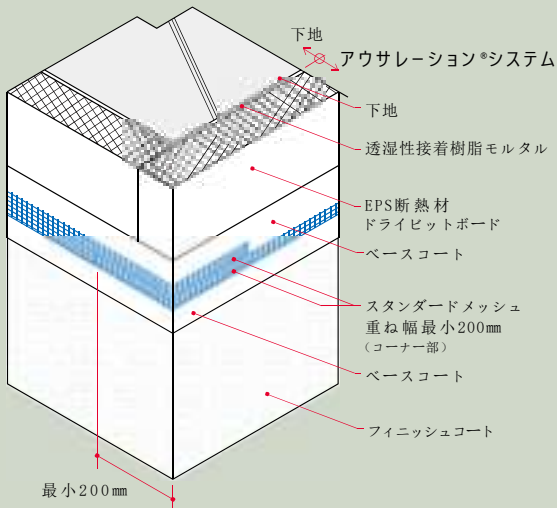 下地
アウサレーション®システム
下地
透湿性接着樹脂モルタル
EPS断熱材
ドライビットボード
ベースコート
スタンダードメッシュ
重ね幅最小200㎜
（コーナー部）
ベースコート
フィニッシュコート
最小200㎜